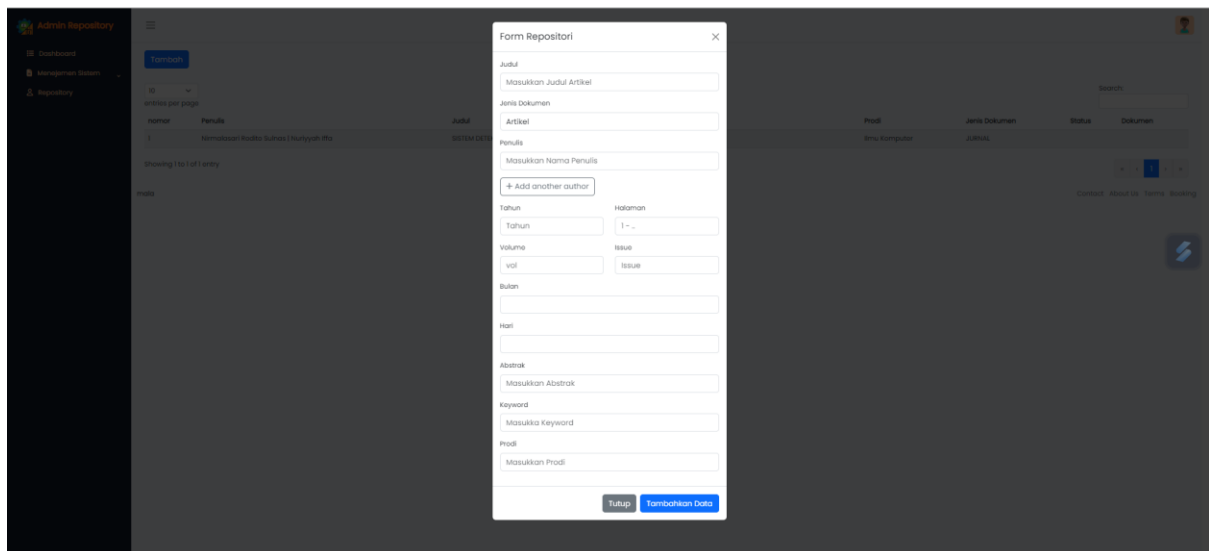 Admin Repository
Dashboard
Manajemen Sistem
Repository
Tambah
10
entries per page
Search
nomor Penulis Judul Prodi Jenis Dokumen Status Dokumen
1 Ilmu Komputer JURNAL
Showing 1 to 1 of 1 entry
Contact About Us Terms Booking
Form Repositori
Judul
Masukkan Judul Artikel
Jenis Dokumen
Artikel
Penulis
Masukkan Nama Penulis
+ Add another author
Tahun Halaman
Tahun 1 - ...
Volume Issue
vol Issue
Bulan
Hari
Abstrak
Masukkan Abstrak
Keyword
Masukka Keyword
Prodi
Masukkan Prodi
Tutup Tambahkan Data